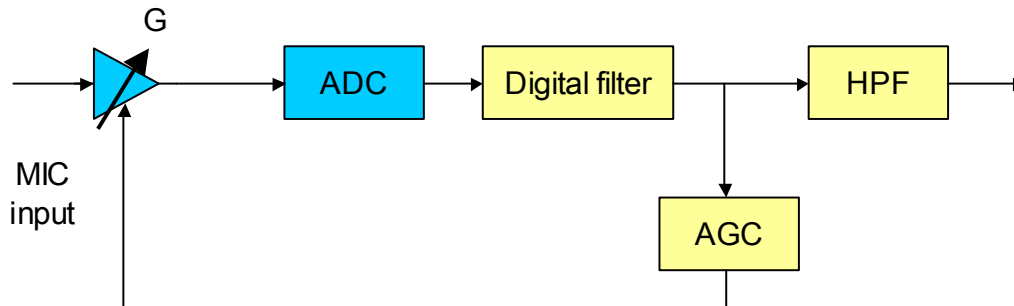 G
ADC
Digital filter
HPF
MIC
input
AGC